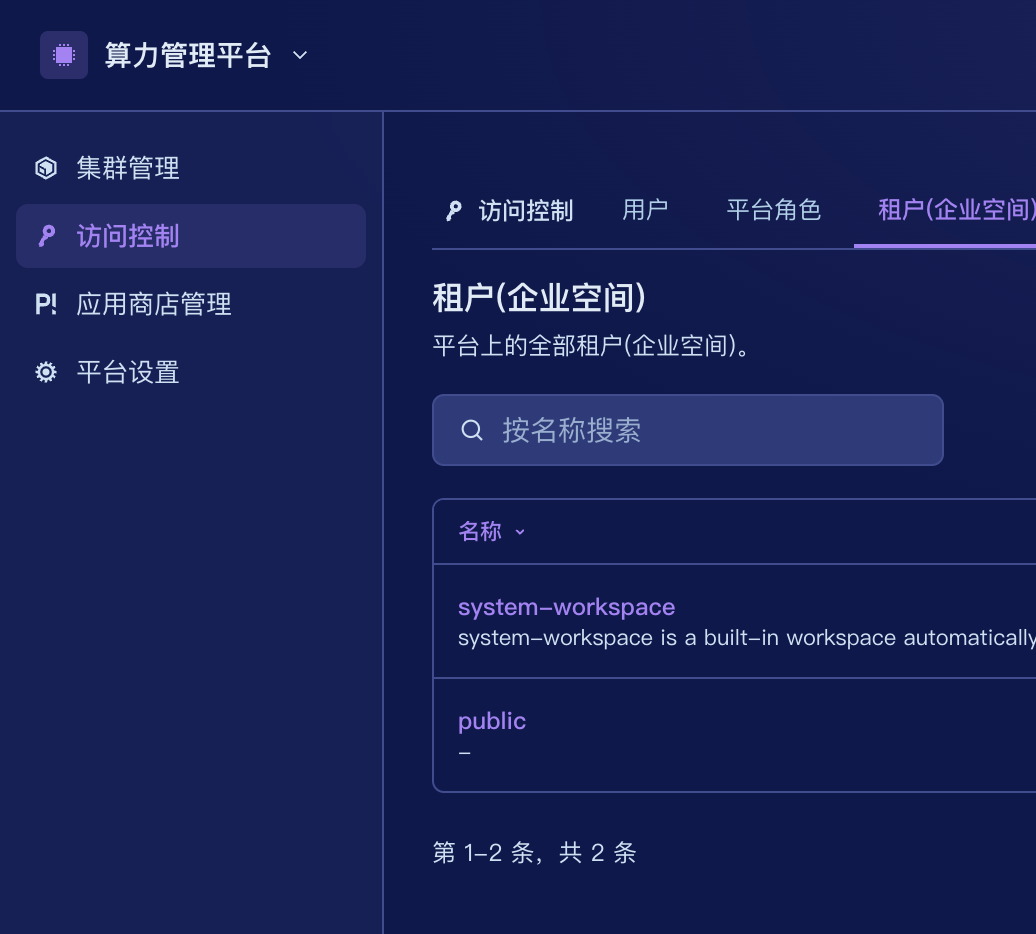 算力管理平台
集群管理
访问控制
应用商店管理
平台设置
访问控制 用户 平台角色 租户(企业空间)
租户(企业空间)
平台上的全部租户(企业空间)。
按名称搜索
名称
system-workspace
system-workspace is a built-in workspace automatically
public
-
第 1-2 条，共 2 条